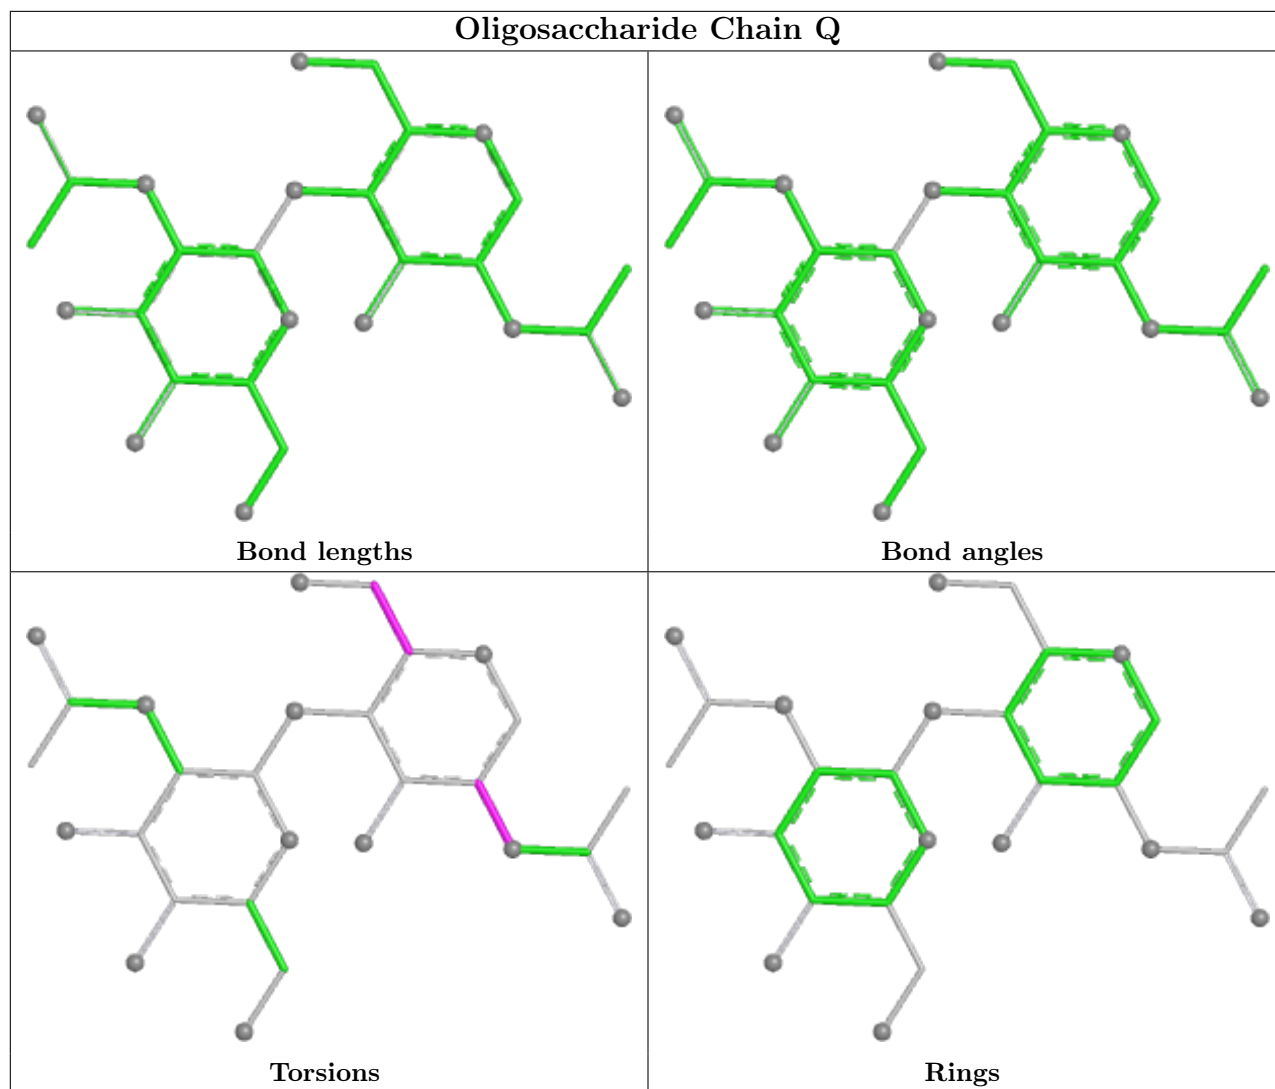 Oligosaccharide Chain Q
Bond lengths
Bond angles
Torsions
Rings